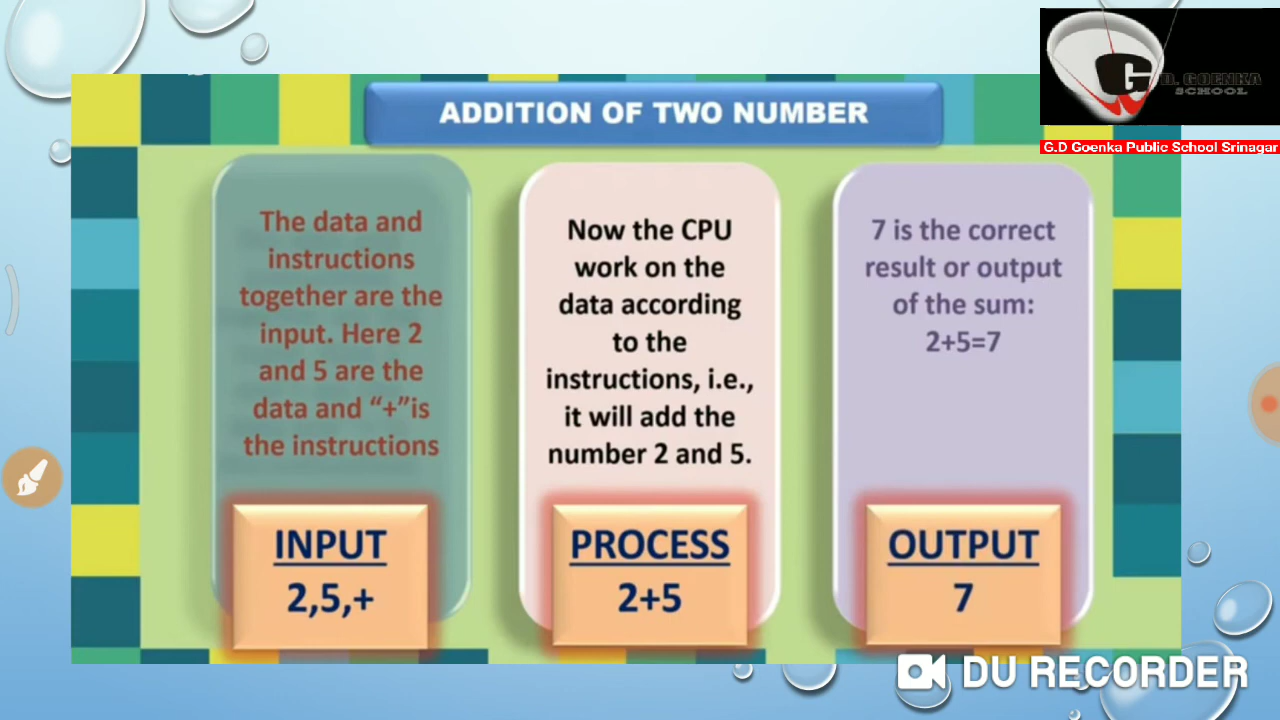 ADDITION OF TWO NUMBER
G
D. GOENKA
SCHOOL
G.D Goenka Public School Srinagar
The data and
instructions
together are the
input. Here 2
and 5 are the
data and “+”is
the instructions
INPUT
2,5,+
Now the CPU
work on the
data according
to the
instructions, i.e.,
it will add the
number 2 and 5.
PROCESS
2+5
7 is the correct
result or output
of the sum:
2+5=7
OUTPUT
7
DU RECORDER